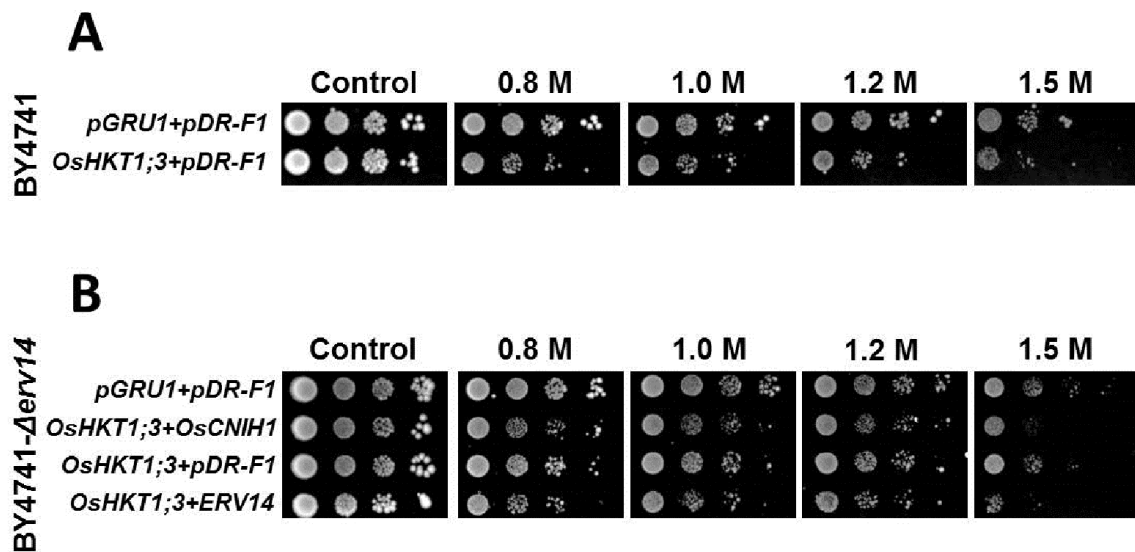 A
Control 0.8 M 1.0 M 1.2 M 1.5 M
BY4741
pGRU1+pDR-F1
OsHKT1;3+pDR-F1
B
Control 0.8 M 1.0 M 1.2 M 1.5 M
BY4741-Δerv14
pGRU1+pDR-F1
OsHKT1;3+OsCNIH1
OsHKT1;3+pDR-F1
OsHKT1;3+ERV14